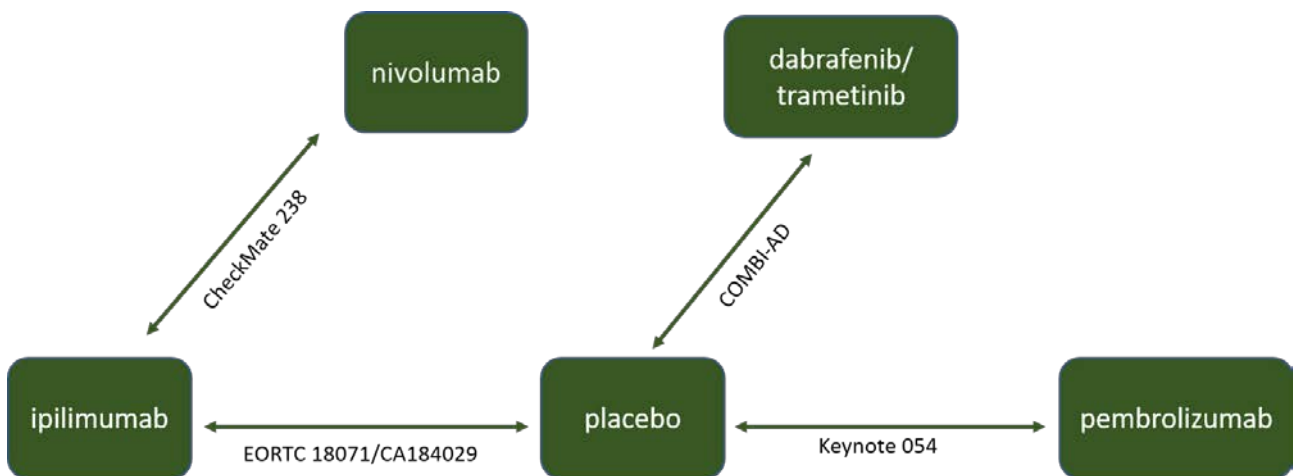 nivolumab
dabrafenib/
trametinib
CheckMate 238
COMBI-AD
ipilimumab
placebo
pembrolizumab
EORTC 18071/CA184029
Keynote 054